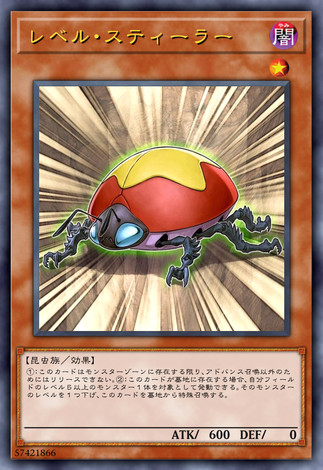 レベル・スティーラー
やみ
闇
【昆虫族／効果】
①:このカードはモンスターゾーンに存在する限り、アドバンス召喚以外の
ためにはリリースできない。②:このカードが墓地に存在する場合、自分フィール
ドのレベル５以上のモンスター１体を対象として発動できる。そのモンスター
のレベルを１つ下げ、このカードを墓地から特殊召喚する。
ATK/ 600 DEF/ 0
57421866